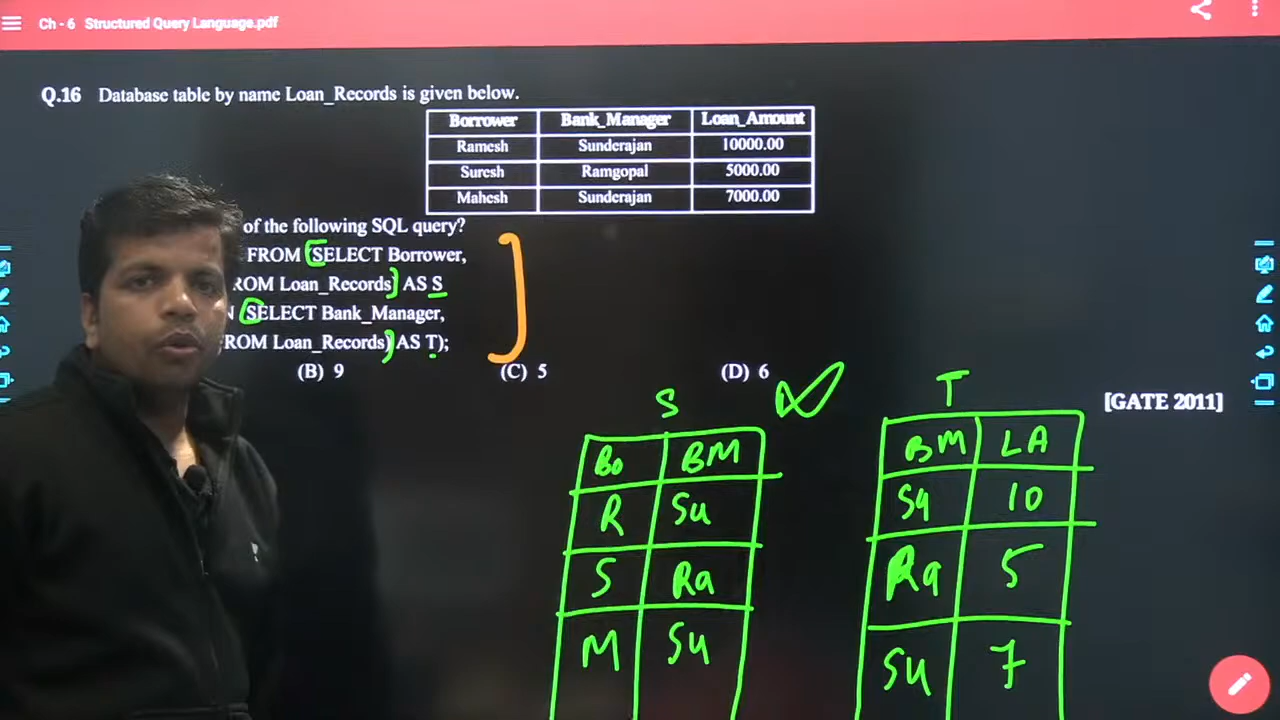 Ch - 6 Structured Query Language.pdf
Q.16 Database table by name Loan_Records is given below.
Borrower Bank_Manager Loan_Amount
Ramesh Sunderajan 10000.00
Suresh Ramgopal 5000.00
Mahesh Sunderajan 7000.00
of the following SQL query?
FROM (SELECT Borrower,
ROM Loan_Records) AS S
N (SELECT Bank_Manager,
FROM Loan_Records) AS T);
(B) 9 (C) 5 (D) 6
[GATE 2011]
S
Bo BM
R Su
S Ra
M Su
T
BM LA
Su 10
Ra 5
Su 7